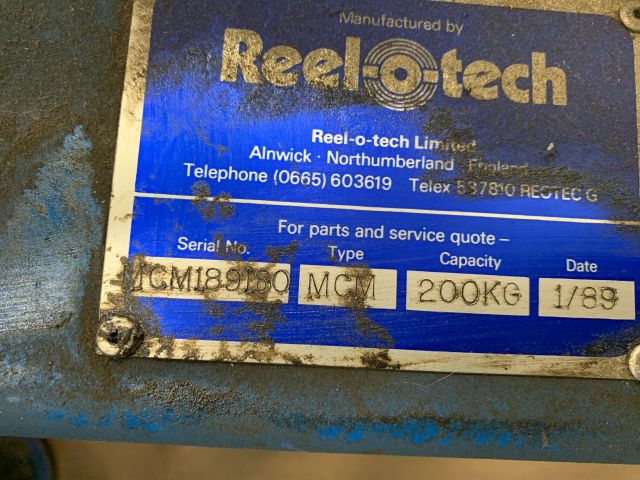 Manufactured by
Reel-o-tech
Reel-o-tech Limited
Alnwick · Northumberland · England
Telephone (0665) 603619 Telex 537810 REOTEC G
For parts and service quote –
Serial No. Type Capacity Date
MCM189180 MCM 200KG 1/89